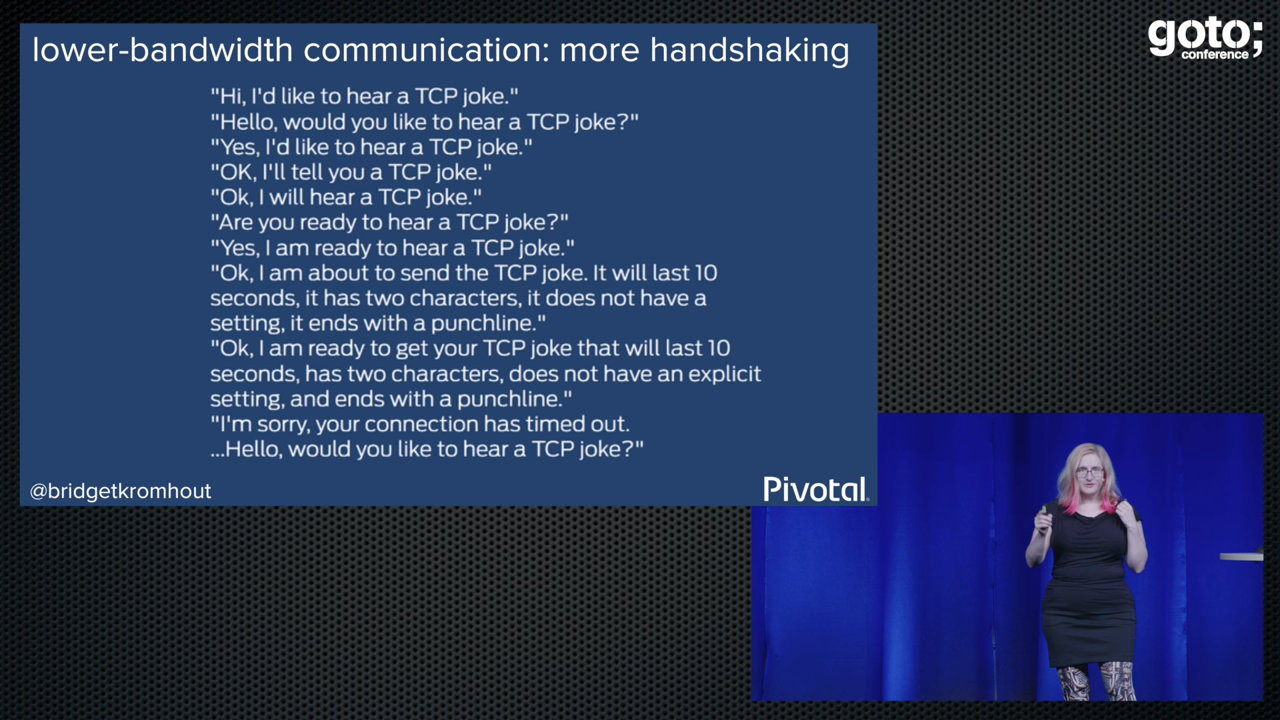 lower-bandwidth communication: more handshaking
goto;
conference
"Hi, I'd like to hear a TCP joke."
"Hello, would you like to hear a TCP joke?"
"Yes, I'd like to hear a TCP joke."
"OK, I'll tell you a TCP joke."
"Ok, I will hear a TCP joke."
"Are you ready to hear a TCP joke?"
"Yes, I am ready to hear a TCP joke."
"Ok, I am about to send the TCP joke. It will last 10
seconds, it has two characters, it does not have a
setting, it ends with a punchline."
"Ok, I am ready to get your TCP joke that will last 10
seconds, has two characters, does not have an explicit
setting, and ends with a punchline."
"I'm sorry, your connection has timed out.
...Hello, would you like to hear a TCP joke?"
@bridgetkromhout
Pivotal